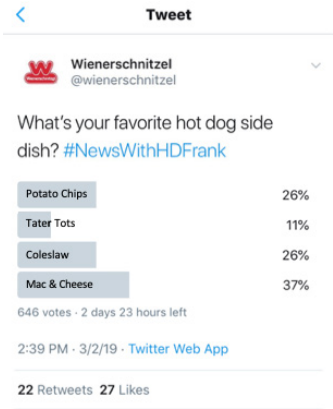 Tweet
Wienerschnitzel
@wienerschnitzel
What's your favorite hot dog side
dish? #NewsWithHDFrank
Potato Chips 26%
Tater Tots 11%
Coleslaw 26%
Mac & Cheese 37%
646 votes · 2 days 23 hours left
2:39 PM · 3/2/19 · Twitter Web App
22 Retweets 27 Likes